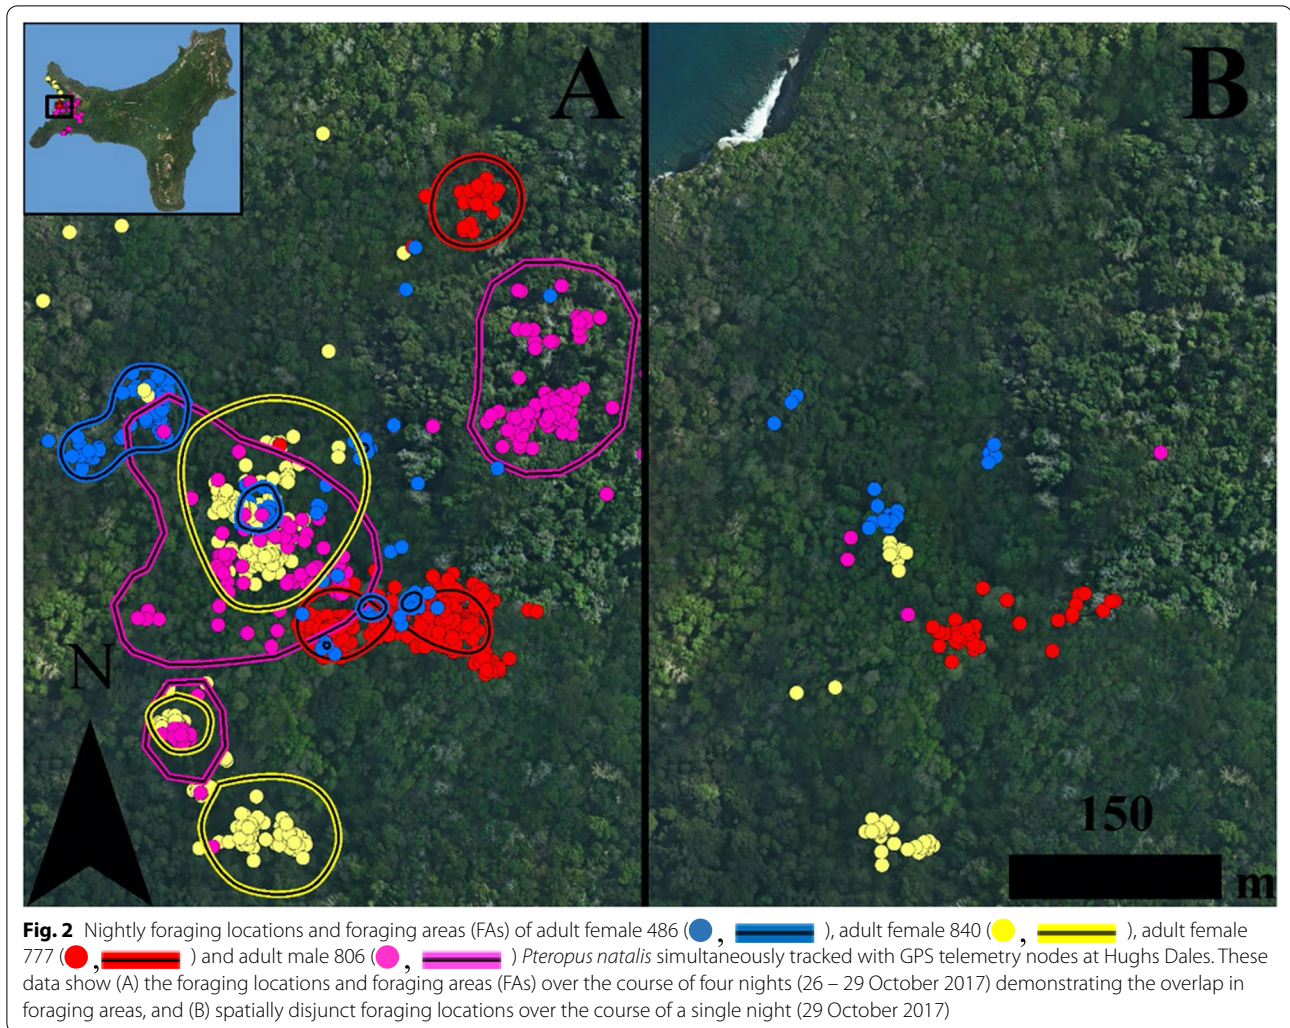 A
B
N
150
m
Fig. 2 Nightly foraging locations and foraging areas (FAs) of adult female 486 ( , ), adult female 840 ( , ), adult female
777 ( , ) and adult male 806 ( , ) Pteropus natalis simultaneously tracked with GPS telemetry nodes at Hughs Dales. These
data show (A) the foraging locations and foraging areas (FAs) over the course of four nights (26 – 29 October 2017) demonstrating the overlap in
foraging areas, and (B) spatially disjunct foraging locations over the course of a single night (29 October 2017)